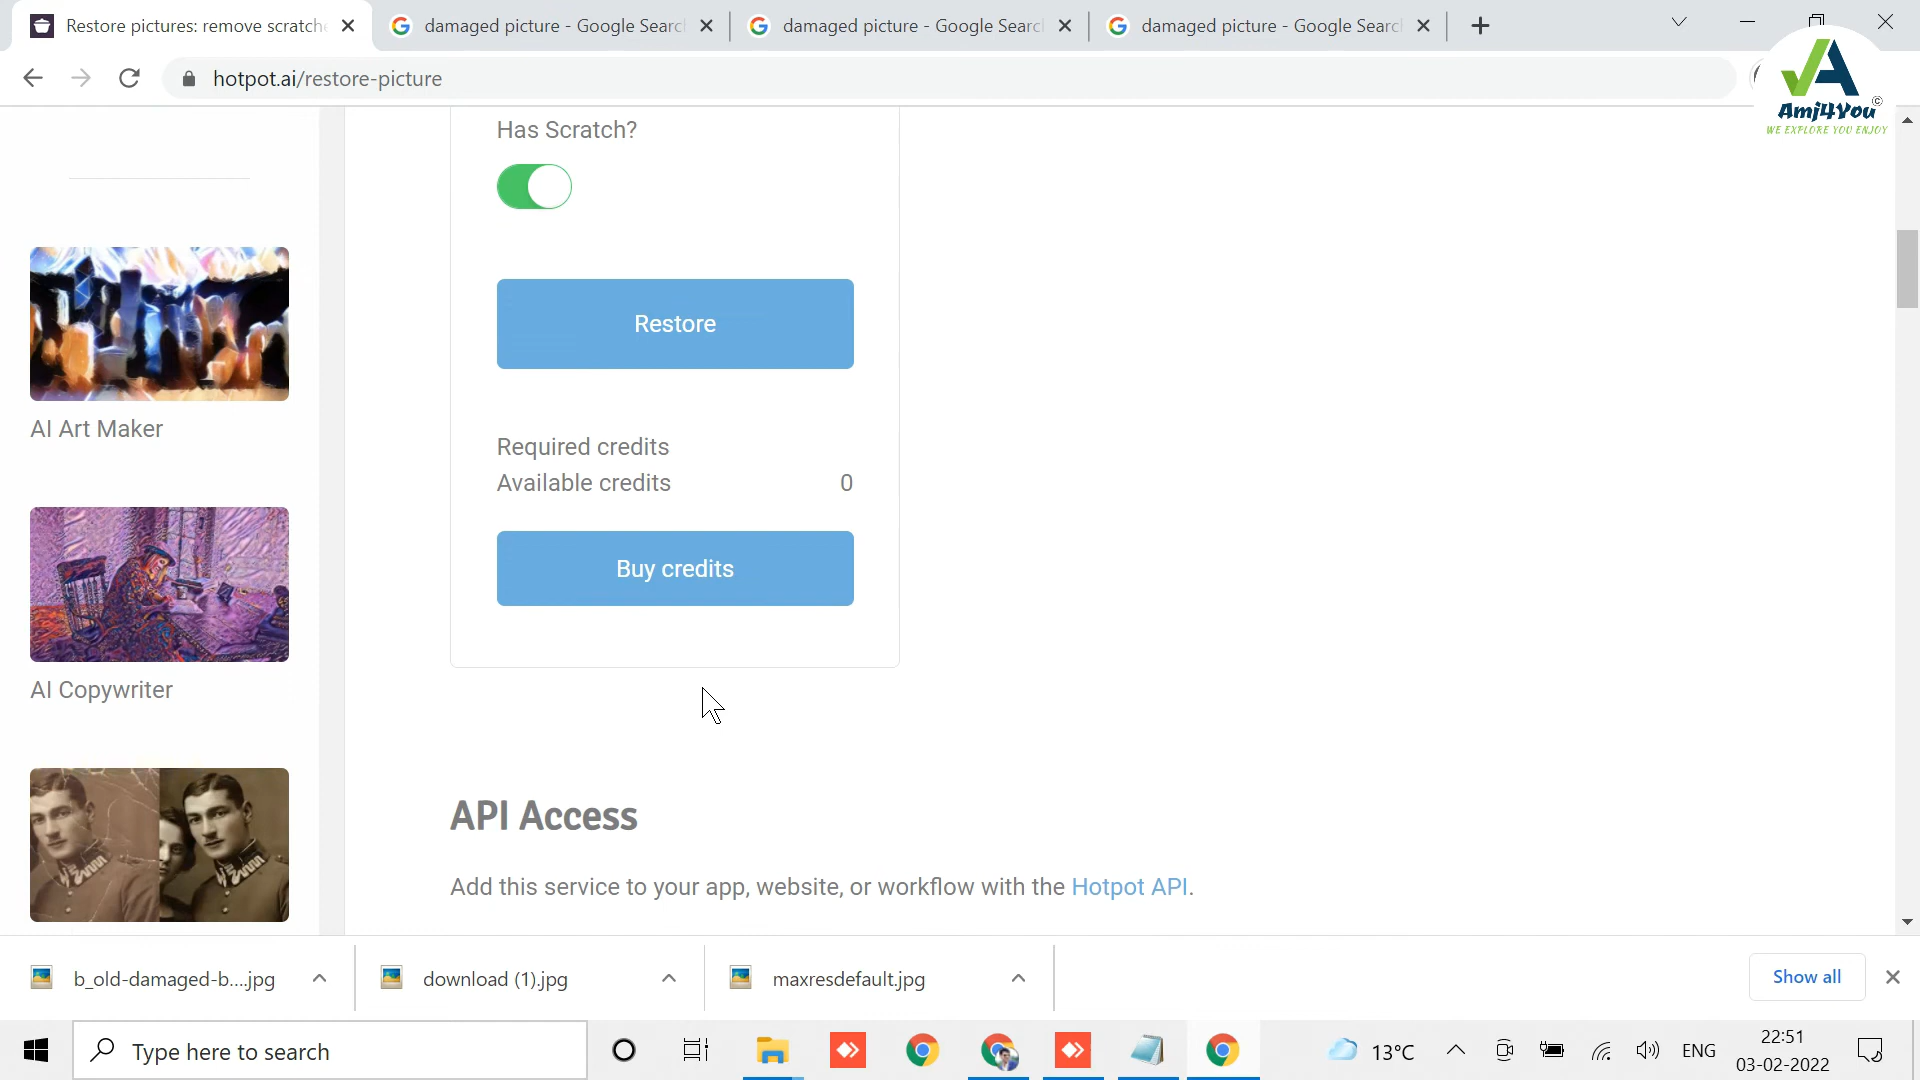 Restore pictures: remove scratche
damaged picture - Google Searc
damaged picture - Google Searc
damaged picture - Google Searc
hotpot.ai/restore-picture
Amj4You ©
WE EXPLORE YOU ENJOY
Has Scratch?
Restore
Required credits
Available credits 0
Buy credits
AI Art Maker
AI Copywriter
API Access
Add this service to your app, website, or workflow with the Hotpot API.
b_old-damaged-b....jpg
download (1).jpg
maxresdefault.jpg
Show all
Type here to search
13°C
ENG
22:51
03-02-2022